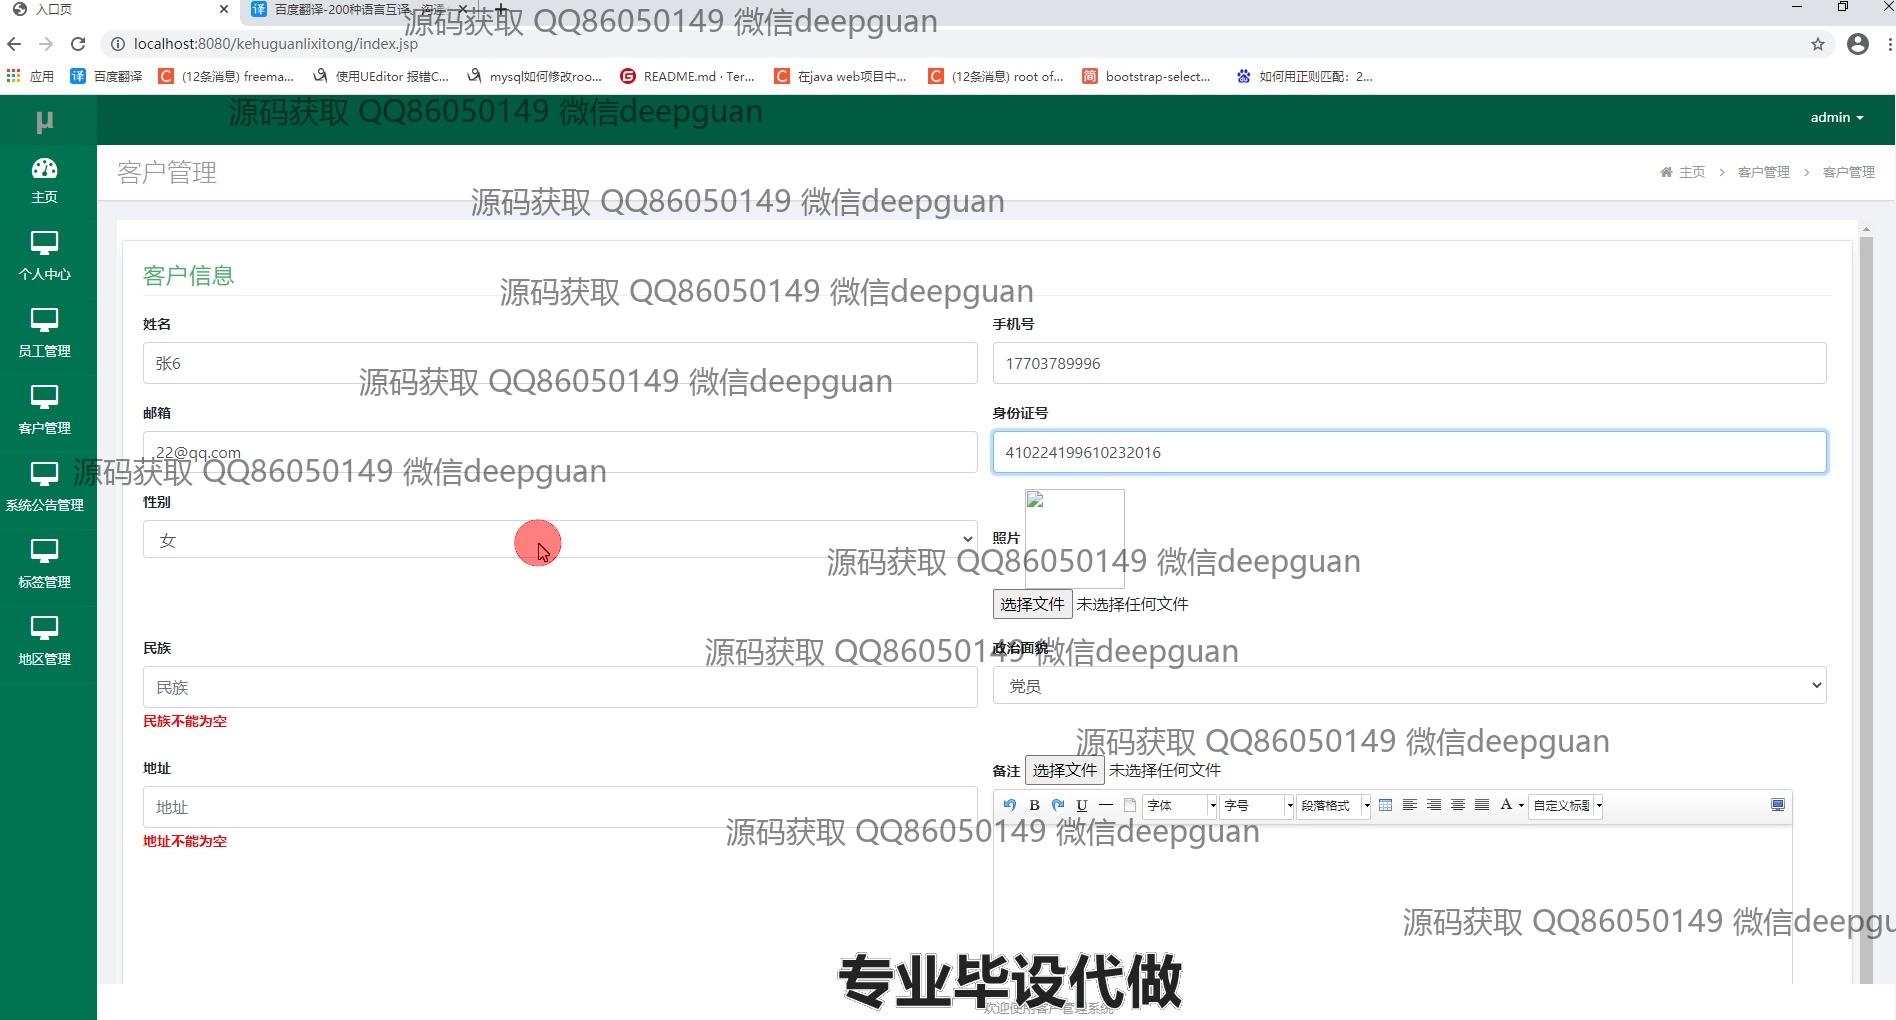 入口页
百度翻译-200种语言互译、沟通
源码获取 QQ86050149 微信deepguan
localhost:8080/kehuguanlixitong/index.jsp
应用 百度翻译 (12条消息) freema... 使用UEditor 报错C... mysql如何修改roo... README.md · Ter... 在java web项目中... (12条消息) root of... bootstrap-select... 如何用正则匹配：2...
源码获取 QQ86050149 微信deepguan
µ
admin
主页
客户管理
主页 > 客户管理 > 客户管理
源码获取 QQ86050149 微信deepguan
个人中心
客户信息
源码获取 QQ86050149 微信deepguan
姓名
手机号
员工管理
张6
17703789996
源码获取 QQ86050149 微信deepguan
邮箱
身份证号
客户管理
22@qq.com
410224199610232016
源码获取 QQ86050149 微信deepguan
系统公告管理
性别
女
照片
源码获取 QQ86050149 微信deepguan
标签管理
选择文件 未选择任何文件
民族
政治面貌
源码获取 QQ86050149 微信deepguan
地区管理
民族
党员
民族不能为空
源码获取 QQ86050149 微信deepguan
地址
备注 选择文件 未选择任何文件
地址
B U 字体 字号 段落格式 A 自定义标题
源码获取 QQ86050149 微信deepguan
地址不能为空
源码获取 QQ86050149 微信deepgu
专业毕设代做
欢迎使用客户管理系统